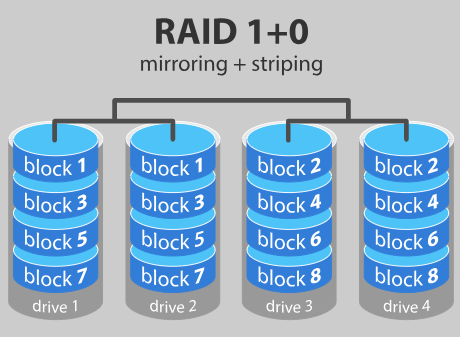 RAID 1+0
mirroring + striping
block 1 block 1 block 2 block 2
block 3 block 3 block 4 block 4
block 5 block 5 block 6 block 6
block 7 block 7 block 8 block 8
drive 1 drive 2 drive 3 drive 4